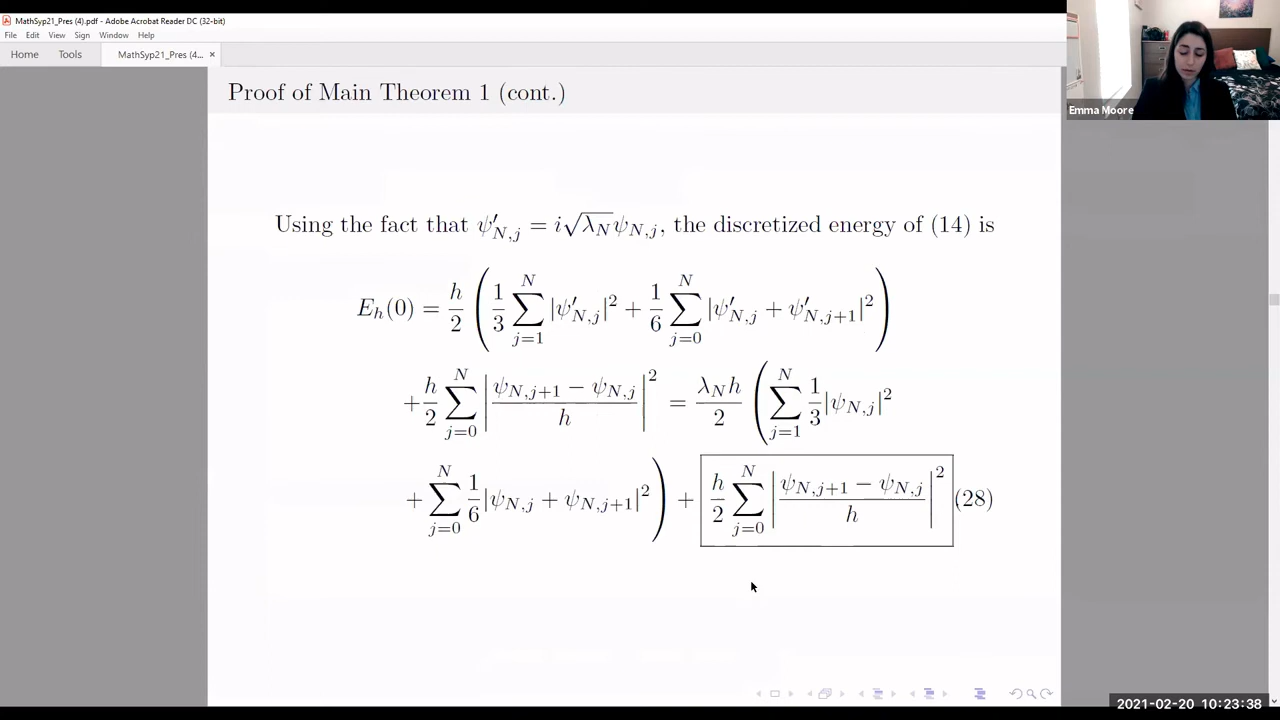 MathSyp21_Pres (4).pdf - Adobe Acrobat Reader DC (32-bit)
File Edit View Sign Window Help
Home Tools MathSyp21_Pres (4... ×
Emma Moore
Proof of Main Theorem 1 (cont.)
Using the fact that ψ′_{N,j} = i√λ_N ψ_{N,j}, the discretized energy of (14) is
E_h(0) = h/2 ( 1/3 ∑_{j=1}^{N} |ψ′_{N,j}|² + 1/6 ∑_{j=0}^{N} |ψ′_{N,j} + ψ′_{N,j+1}|² )
+ h/2 ∑_{j=0}^{N} | (ψ_{N,j+1} − ψ_{N,j}) / h |² = λ_N h/2 ( ∑_{j=1}^{N} 1/3 |ψ_{N,j}|²
+ ∑_{j=0}^{N} 1/6 |ψ_{N,j} + ψ_{N,j+1}|² ) + h/2 ∑_{j=0}^{N} | (ψ_{N,j+1} − ψ_{N,j}) / h |² (28)
2021-02-20 10:23:38